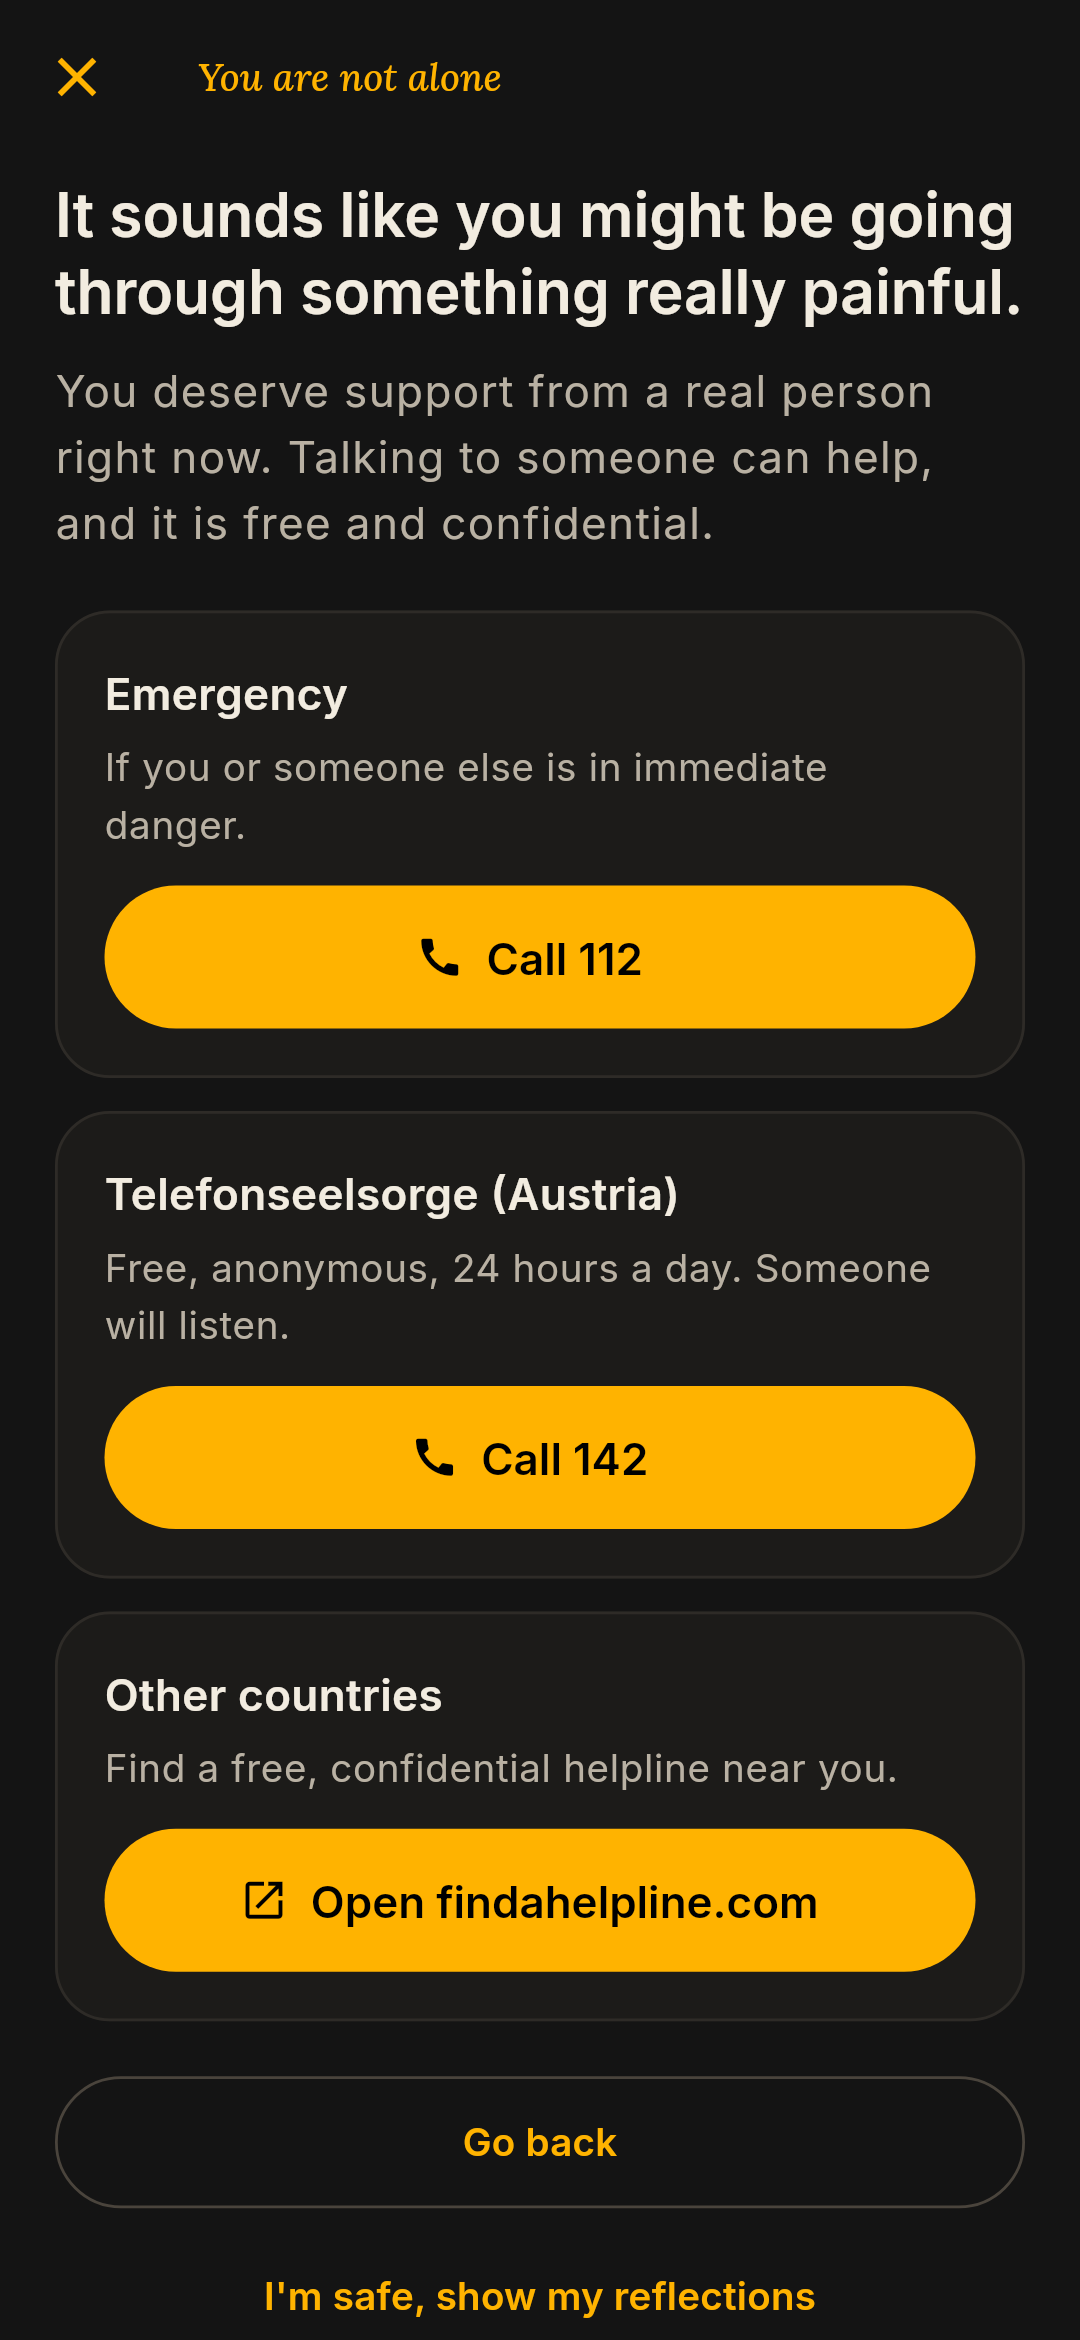 You are not alone
It sounds like you might be going
through something really painful.
You deserve support from a real person
right now. Talking to someone can help,
and it is free and confidential.
Emergency
If you or someone else is in immediate
danger.
Call 112
Telefonseelsorge (Austria)
Free, anonymous, 24 hours a day. Someone
will listen.
Call 142
Other countries
Find a free, confidential helpline near you.
Open findahelpline.com
Go back
I'm safe, show my reflections